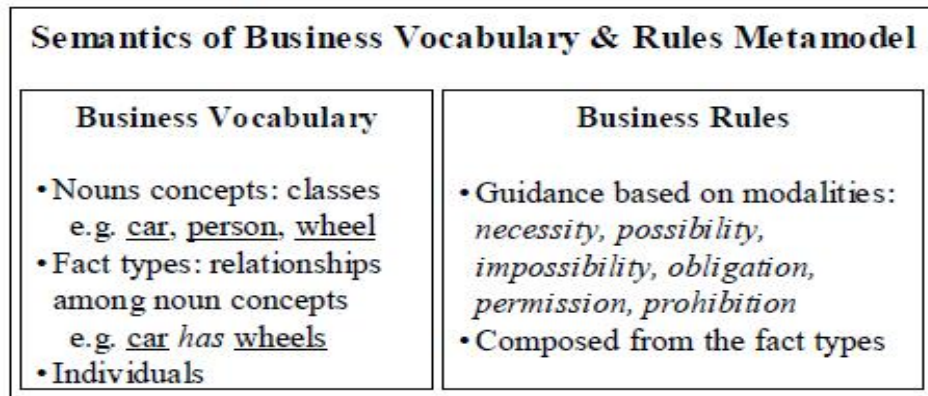 Semantics of Business Vocabulary & Rules Metamodel
Business Vocabulary
• Nouns concepts: classes
e.g. car, person, wheel
• Fact types: relationships
among noun concepts
e.g. car has wheels
• Individuals
Business Rules
• Guidance based on modalities:
necessity, possibility,
impossibility, obligation,
permission, prohibition
• Composed from the fact types